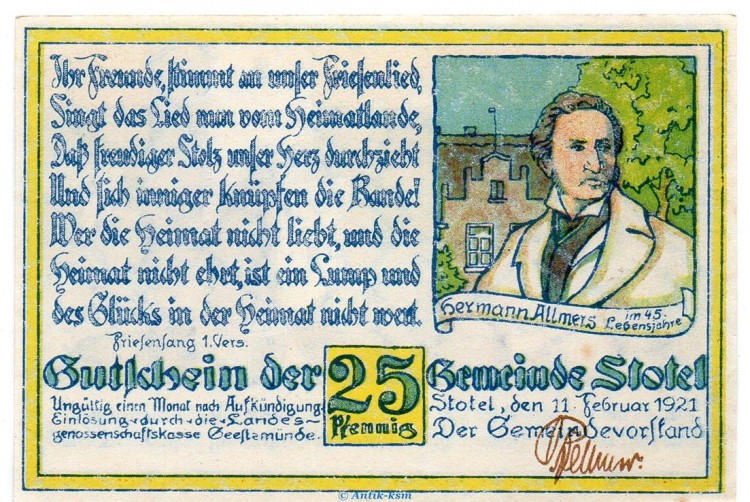 Ihr Freunde, stimmt an unser Friesenlied,
Singt das Lied nun vom Heimatlande,
Daß freudiger Stolz unser Herz durchzieht
Und sich inniger knüpfen die Bande!
Wer die Heimat nicht liebt, und die
Heimat nicht ehrt, ist ein Lump und
des Glücks in der Heimat nicht wert.
Friesensang 1. Vers.
Hermann Allmers im 45.
Lebensjahre
Gutschein der 25 Gemeinde Stotel
Pfennig
Ungültig einen Monat nach Aufkündigung
Einlösung durch die Landes-
genossenschaftskasse Geestemünde.
Stotel, den 11. Februar 1921
Der Gemeindevorstand
© Antik-ksm